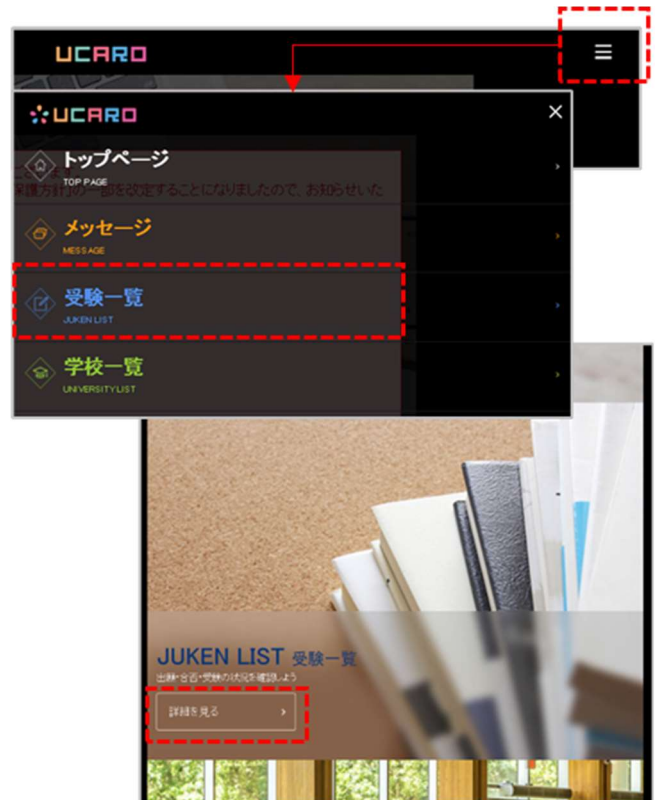 UCARO
UCARO
トップページ
TOP PAGE
保護方針」の一部を改定することになりましたので、お知らせいた
メッセージ
MESSAGE
受験一覧
JUKEN LIST
学校一覧
UNIVERSITY LIST
JUKEN LIST 受験一覧
出願・合否・受験の状況を確認しよう
詳細を見る